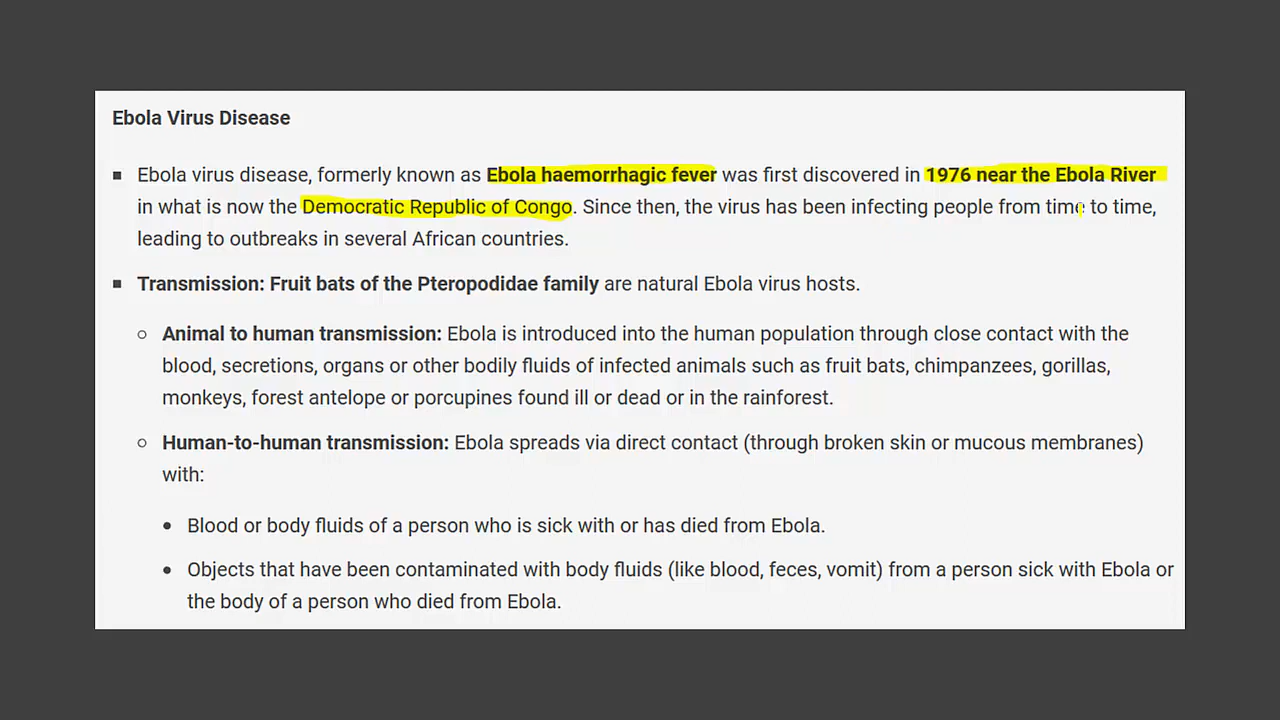 Ebola Virus Disease
Ebola virus disease, formerly known as Ebola haemorrhagic fever was first discovered in 1976 near the Ebola River
in what is now the Democratic Republic of Congo. Since then, the virus has been infecting people from time to time,
leading to outbreaks in several African countries.
Transmission: Fruit bats of the Pteropodidae family are natural Ebola virus hosts.
Animal to human transmission: Ebola is introduced into the human population through close contact with the
blood, secretions, organs or other bodily fluids of infected animals such as fruit bats, chimpanzees, gorillas,
monkeys, forest antelope or porcupines found ill or dead or in the rainforest.
Human-to-human transmission: Ebola spreads via direct contact (through broken skin or mucous membranes)
with:
Blood or body fluids of a person who is sick with or has died from Ebola.
Objects that have been contaminated with body fluids (like blood, feces, vomit) from a person sick with Ebola or
the body of a person who died from Ebola.